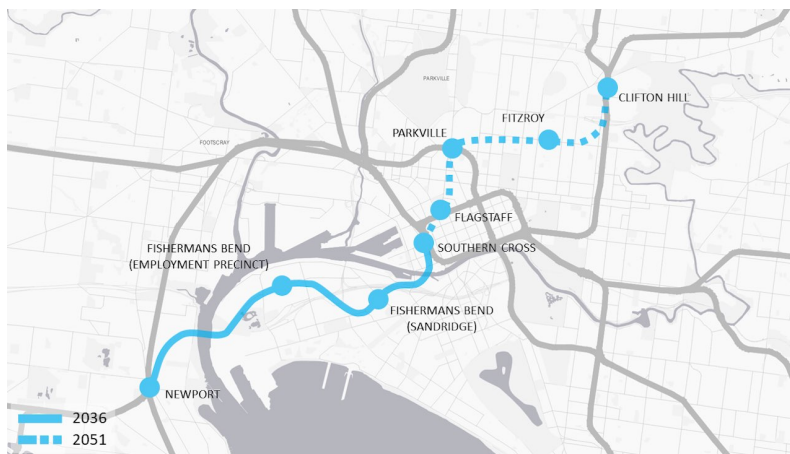 PARKVILLE
CLIFTON HILL
FITZROY
PARKVILLE
FOOTSCRAY
FLAGSTAFF
SOUTHERN CROSS
FISHERMANS BEND
(EMPLOYMENT PRECINCT)
FISHERMANS BEND
(SANDRIDGE)
NEWPORT
2036
2051